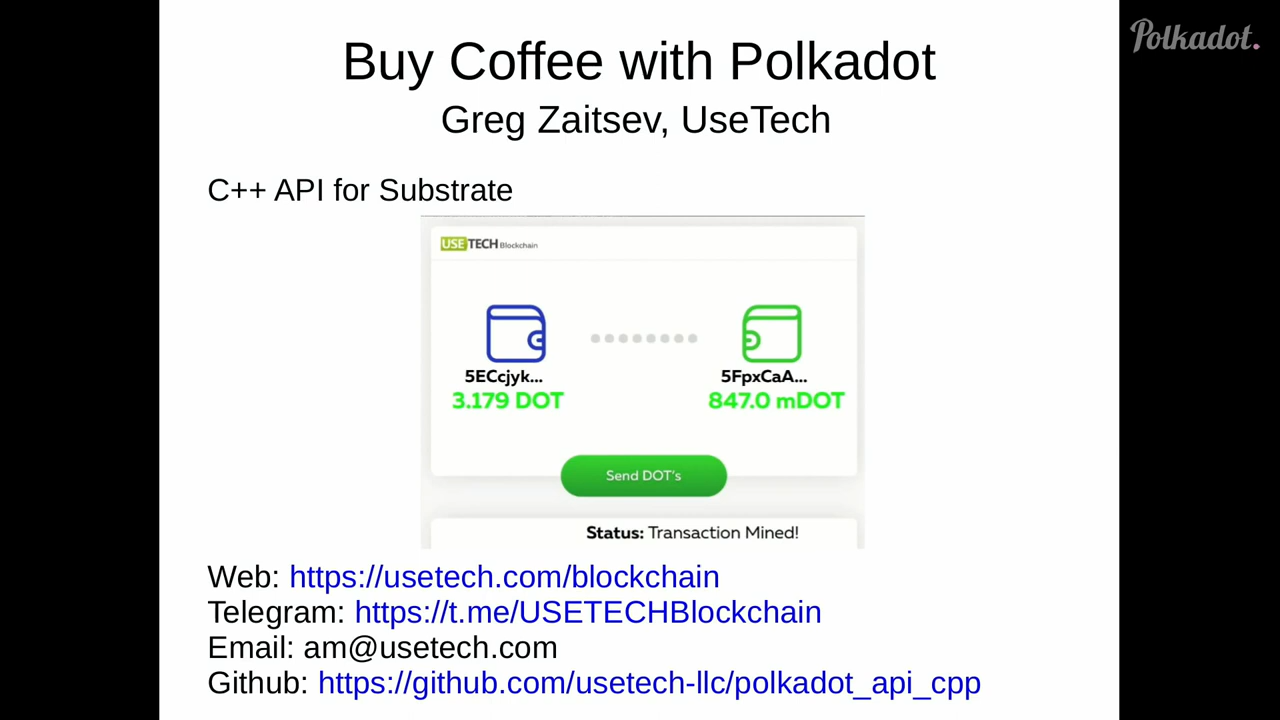 Polkadot.
Buy Coffee with Polkadot
Greg Zaitsev, UseTech
C++ API for Substrate
USETECH Blockchain
5ECcjyk... 5FpxCaA...
3.179 DOT 847.0 mDOT
Send DOT's
Status: Transaction Mined!
Web: https://usetech.com/blockchain
Telegram: https://t.me/USETECHBlockchain
Email: am@usetech.com
Github: https://github.com/usetech-llc/polkadot_api_cpp